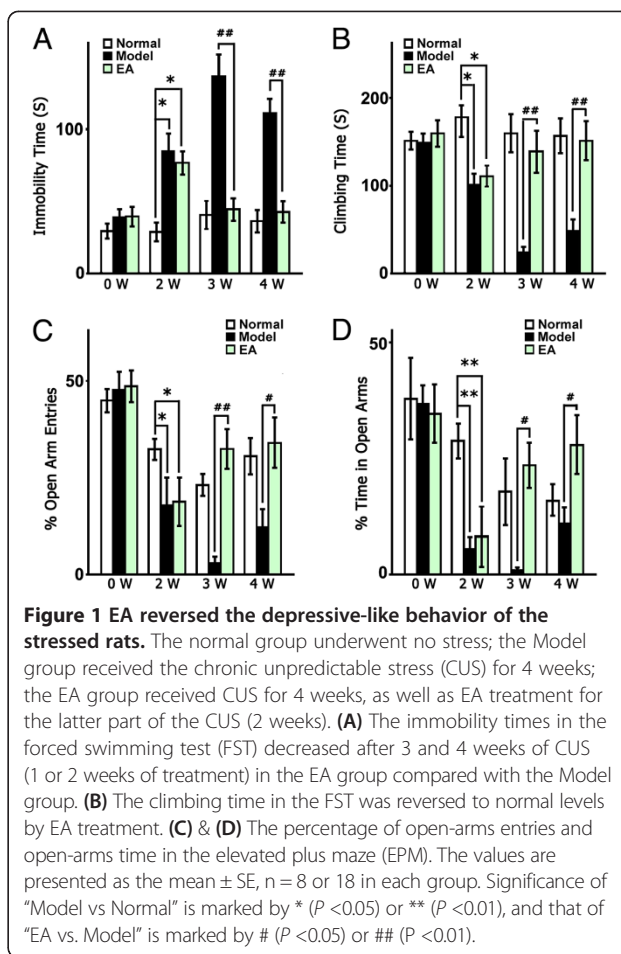 A
Normal
Model
EA
Immobility Time (S)
100
0
*
*
##
##
0 W 2 W 3 W 4 W
B
Normal
Model
EA
Climbing Time (S)
200
100
0
*
*
##
##
0 W 2 W 3 W 4 W
C
Normal
Model
EA
% Open Arm Entries
50
0
*
*
##
#
0 W 2 W 3 W 4 W
D
Normal
Model
EA
% Time in Open Arms
50
0
**
**
#
#
0 W 2 W 3 W 4 W
Figure 1 EA reversed the depressive-like behavior of the
stressed rats. The normal group underwent no stress; the Model
group received the chronic unpredictable stress (CUS) for 4 weeks;
the EA group received CUS for 4 weeks, as well as EA treatment for
the latter part of the CUS (2 weeks). (A) The immobility times in the
forced swimming test (FST) decreased after 3 and 4 weeks of CUS
(1 or 2 weeks of treatment) in the EA group compared with the Model
group. (B) The climbing time in the FST was reversed to normal levels
by EA treatment. (C) & (D) The percentage of open-arms entries and
open-arms time in the elevated plus maze (EPM). The values are
presented as the mean ± SE, n = 8 or 18 in each group. Significance of
“Model vs Normal” is marked by * (P <0.05) or ** (P <0.01), and that of
“EA vs. Model” is marked by # (P <0.05) or ## (P <0.01).